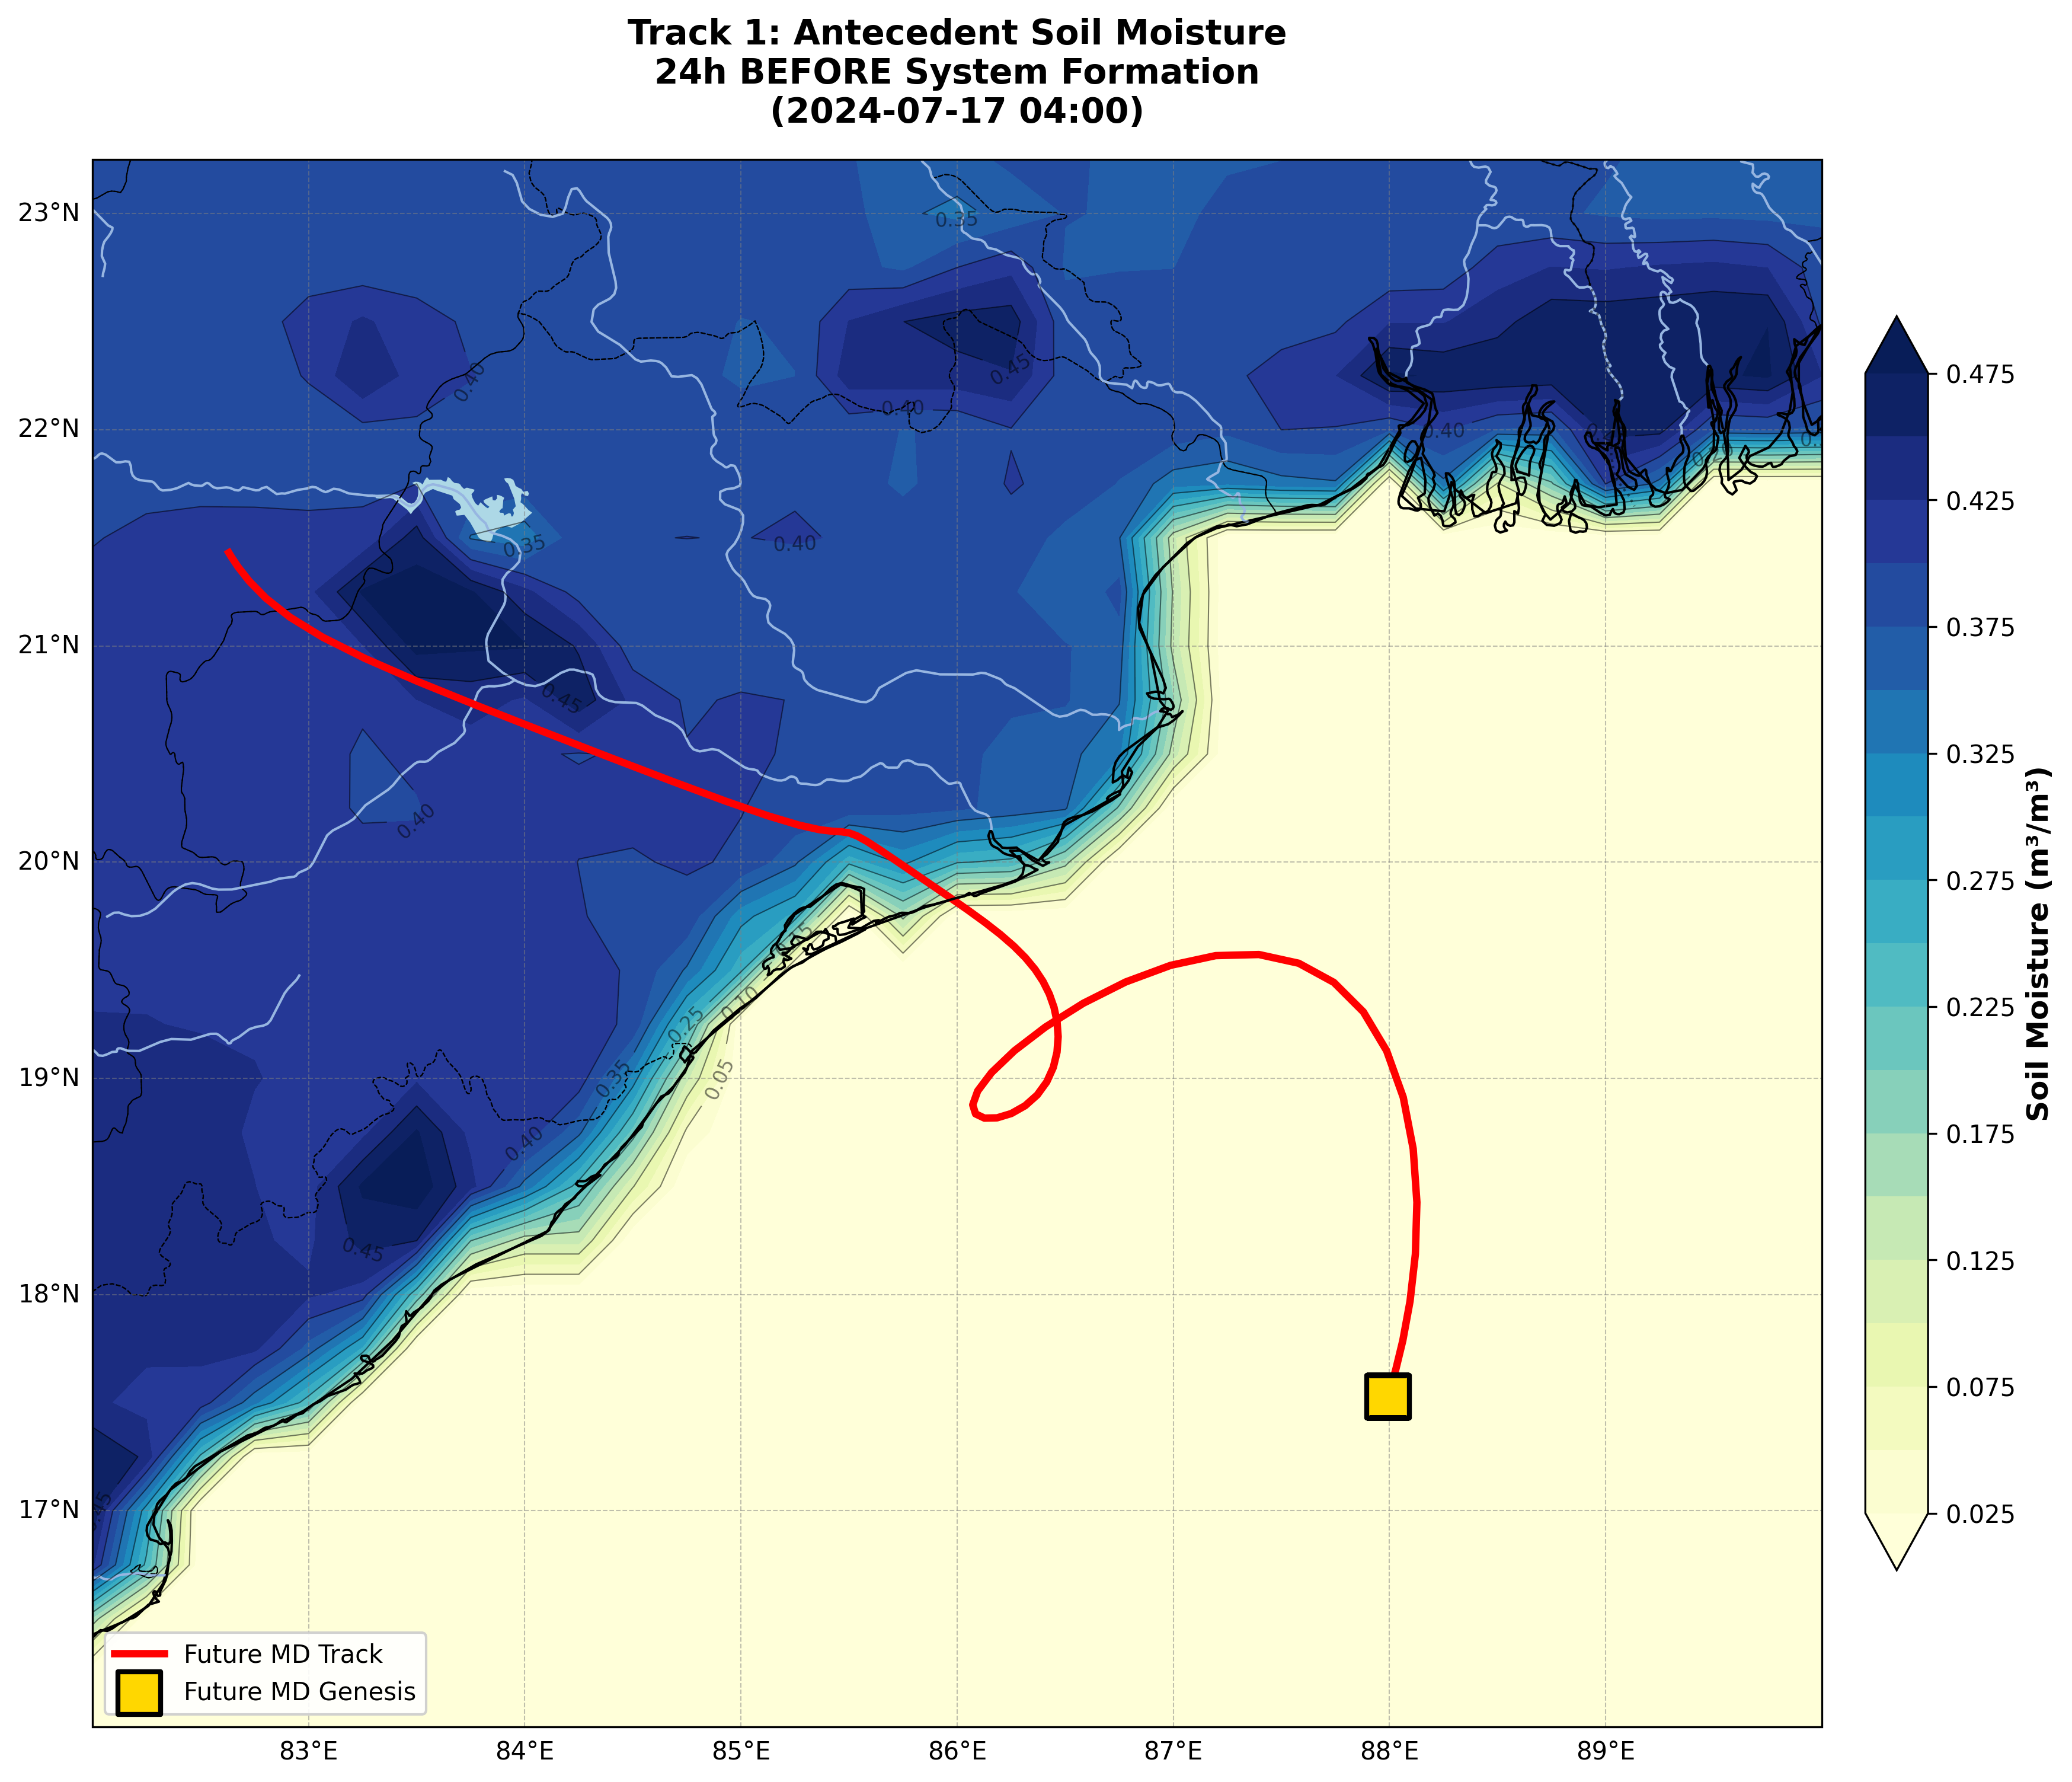 Track 1: Antecedent Soil Moisture
24h BEFORE System Formation
(2024-07-17 04:00)
23°N
22°N
21°N
20°N
19°N
18°N
17°N
83°E
84°E
85°E
86°E
87°E
88°E
89°E
0.35
0.40
0.45
0.40
0.40
0.35
0.40
0.45
0.40
0.10
0.25
0.35
0.05
0.40
0.45
Future MD Track
Future MD Genesis
0.475
0.425
0.375
0.325
0.275
0.225
0.175
0.125
0.075
0.025
Soil Moisture (m³/m³)